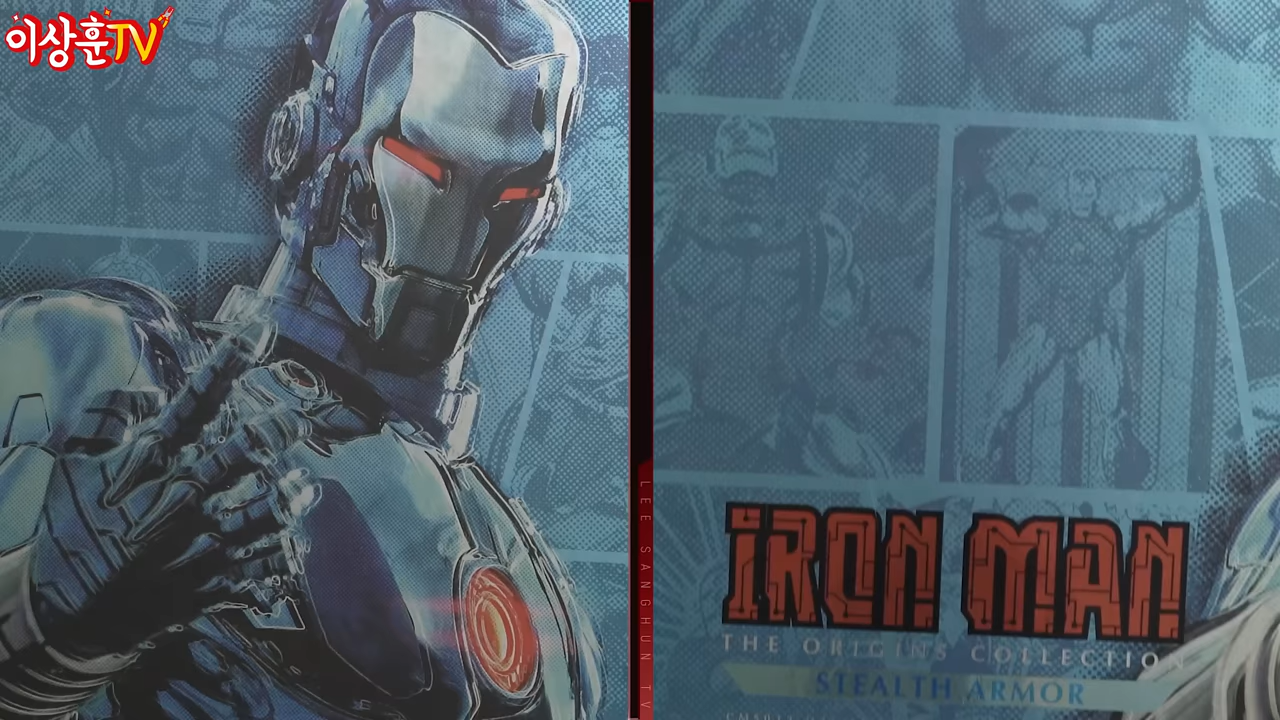 이상훈TV
LEE SANGHUN TV
IRON MAN
THE ORIGINS COLLECTION
STEALTH ARMOR